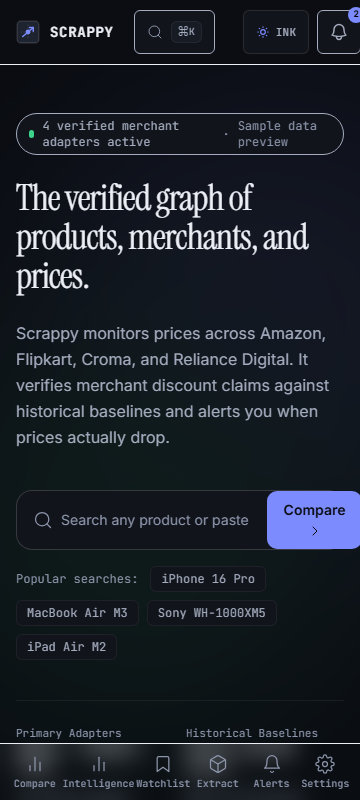 SCRAPPY
⌘K
INK
2
4 verified merchant
adapters active
·
Sample data
preview
The verified graph of
products, merchants, and
prices.
Scrappy monitors prices across Amazon,
Flipkart, Croma, and Reliance Digital. It
verifies merchant discount claims against
historical baselines and alerts you when
prices actually drop.
Search any product or paste
Compare
Popular searches:
iPhone 16 Pro
MacBook Air M3
Sony WH-1000XM5
iPad Air M2
Primary Adapters
Historical Baselines
Compare
Intelligence
Watchlist
Extract
Alerts
Settings